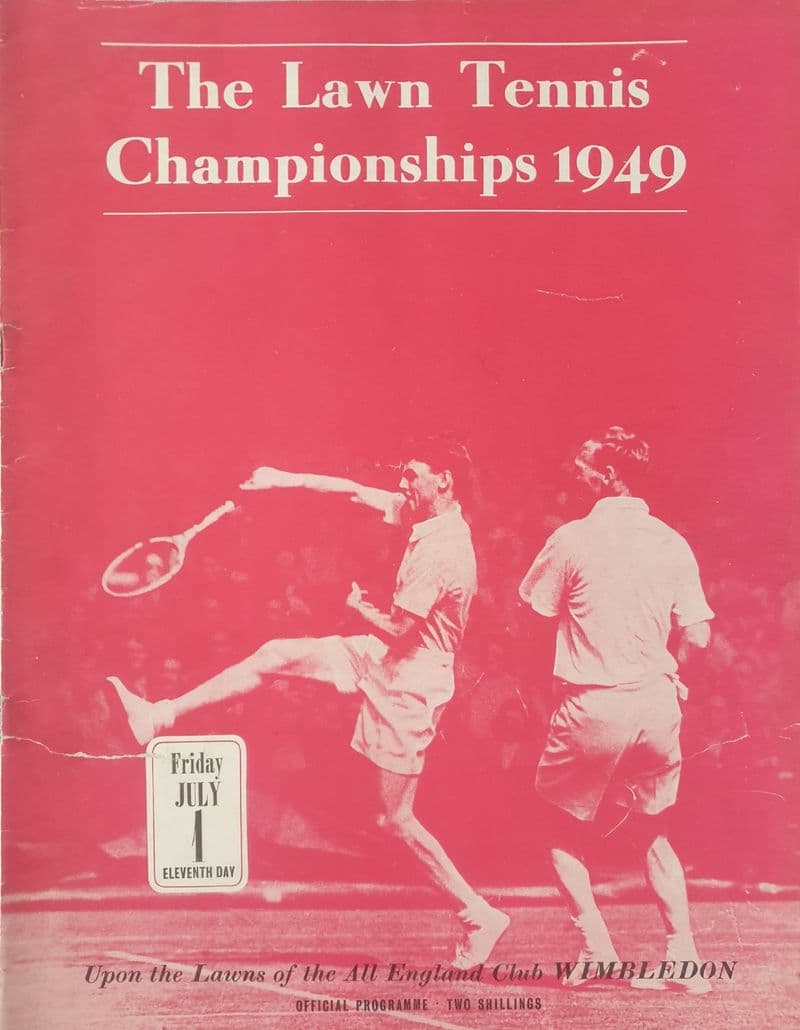 The Lawn Tennis
Championships 1949
Friday
JULY
1
ELEVENTH DAY
Upon the Lawns of the All England Club WIMBLEDON
OFFICIAL PROGRAMME · TWO SHILLINGS